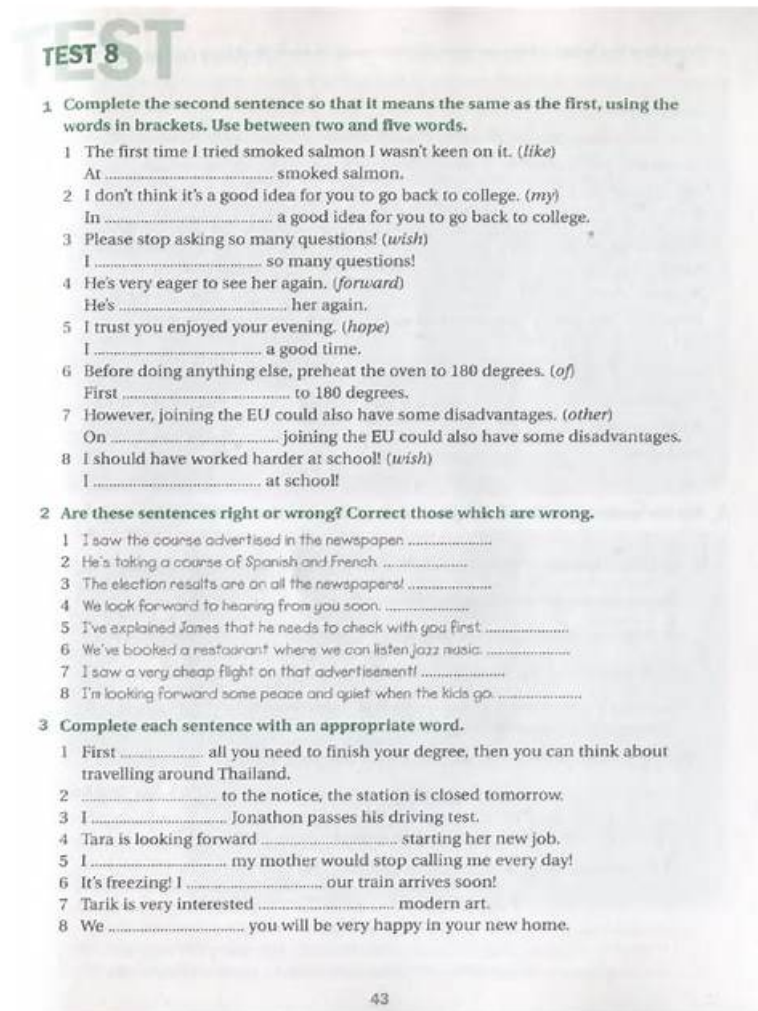 TEST 8
1 Complete the second sentence so that it means the same as the first, using the
words in brackets. Use between two and five words.
1 The first time I tried smoked salmon I wasn't keen on it. (like)
At .................................... smoked salmon.
2 I don't think it's a good idea for you to go back to college. (my)
In .................................... a good idea for you to go back to college.
3 Please stop asking so many questions! (wish)
I .................................... so many questions!
4 He's very eager to see her again. (forward)
He's .................................... her again.
5 I trust you enjoyed your evening. (hope)
I .................................... a good time.
6 Before doing anything else, preheat the oven to 180 degrees. (of)
First .................................... to 180 degrees.
7 However, joining the EU could also have some disadvantages. (other)
On .................................... joining the EU could also have some disadvantages.
8 I should have worked harder at school! (wish)
I .................................... at school!
2 Are these sentences right or wrong? Correct those which are wrong.
1 I saw the course advertised in the newspaper. ....................
2 He's taking a course of Spanish and French. ....................
3 The election results are on all the newspapers! ....................
4 We look forward to hearing from you soon. ....................
5 I've explained James that he needs to check with you first. ....................
6 We've booked a restaurant where we can listen jazz music. ....................
7 I saw a very cheap flight on that advertisement! ....................
8 I'm looking forward some peace and quiet when the kids go. ....................
3 Complete each sentence with an appropriate word.
1 First .................... all you need to finish your degree, then you can think about
travelling around Thailand.
2 .............................. to the notice, the station is closed tomorrow.
3 I .............................. Jonathon passes his driving test.
4 Tara is looking forward .............................. starting her new job.
5 I .............................. my mother would stop calling me every day!
6 It's freezing! I .............................. our train arrives soon!
7 Tarik is very interested .............................. modern art.
8 We .............................. you will be very happy in your new home.
43